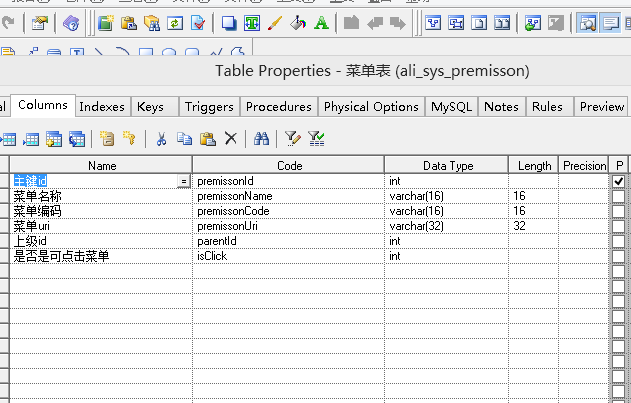 Table Properties - 菜单表 (ali_sys_premisson)
Columns Indexes Keys Triggers Procedures Physical Options MySQL Notes Rules Preview
Name Code Data Type Length Precision P
主键id = premissonId int
菜单名称 premissonName varchar(16) 16
菜单编码 premissonCode varchar(16) 16
菜单uri premissonUri varchar(32) 32
上级id parentId int
是否是可点击菜单 isClick int